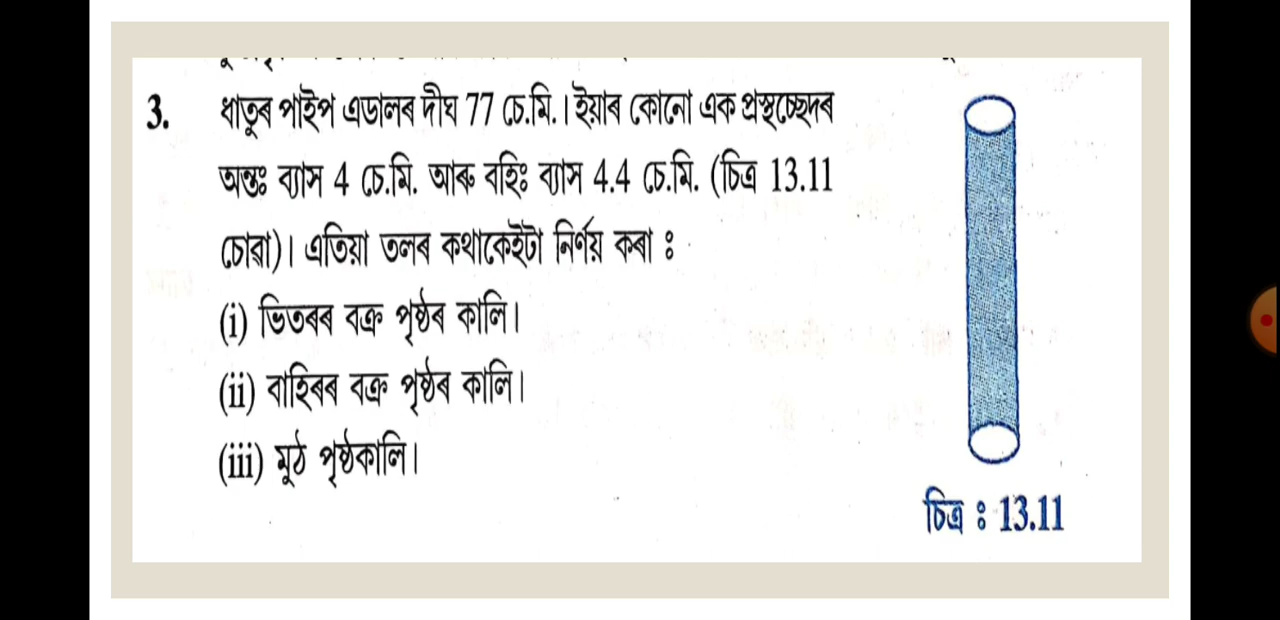 3. ধাতুৰ পাইপ এডালৰ দীঘ 77 চে.মি.। ইয়াৰ কোনো এক প্ৰস্থচ্ছেদৰ
অন্তঃ ব্যাস 4 চে.মি. আৰু বহিঃ ব্যাস 4.4 চে.মি. (চিত্ৰ 13.11
চোৱা)। এতিয়া তলৰ কথাকেইটা নিৰ্ণয় কৰা ঃ
(i) ভিতৰৰ বক্ৰ পৃষ্ঠৰ কালি।
(ii) বাহিৰৰ বক্ৰ পৃষ্ঠৰ কালি।
(iii) মুঠ পৃষ্ঠকালি।
চিত্ৰ ঃ 13.11